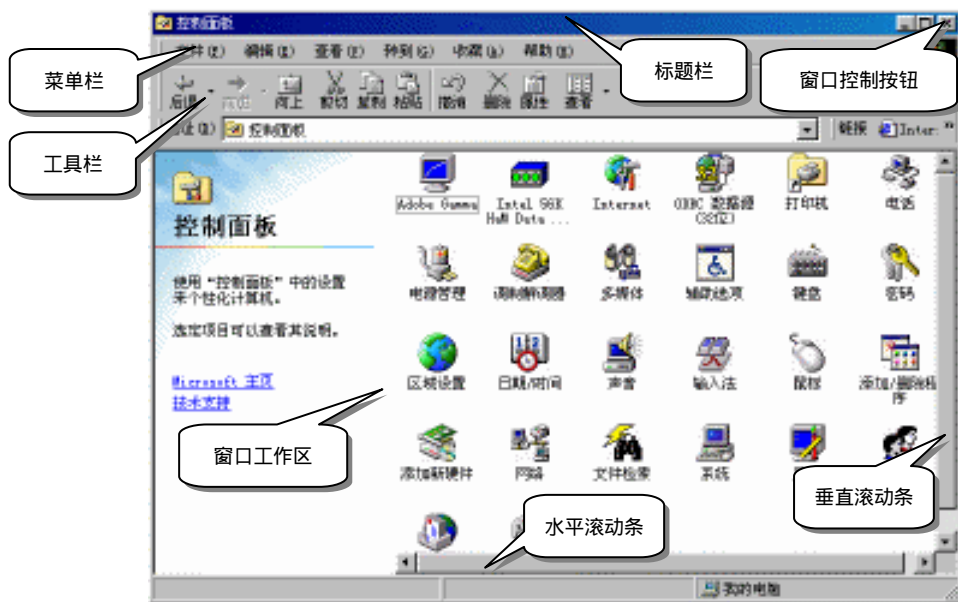 控制面板
文件(F) 编辑(E) 查看(V) 转到(G) 收藏(A) 帮助(H)
菜单栏
标题栏
窗口控制按钮
后退 向上 剪切 复制 粘贴 撤消 删除 属性 查看
工具栏
控制面板
链接
控制面板
使用“控制面板”中的设置
来个性化计算机。
选定项目可以查看其说明。
Microsoft 主页
技术支持
Adobe Gamma
Intel 56K
HaM Data ...
Internet
ODBC 数据源
(32位)
打印机
电话
电源管理
调制解调器
多媒体
辅助选项
键盘
密码
区域设置
日期/时间
声音
输入法
鼠标
添加/删除程
序
窗口工作区
添加新硬件
网络
文件检索
系统
垂直滚动条
水平滚动条
我的电脑